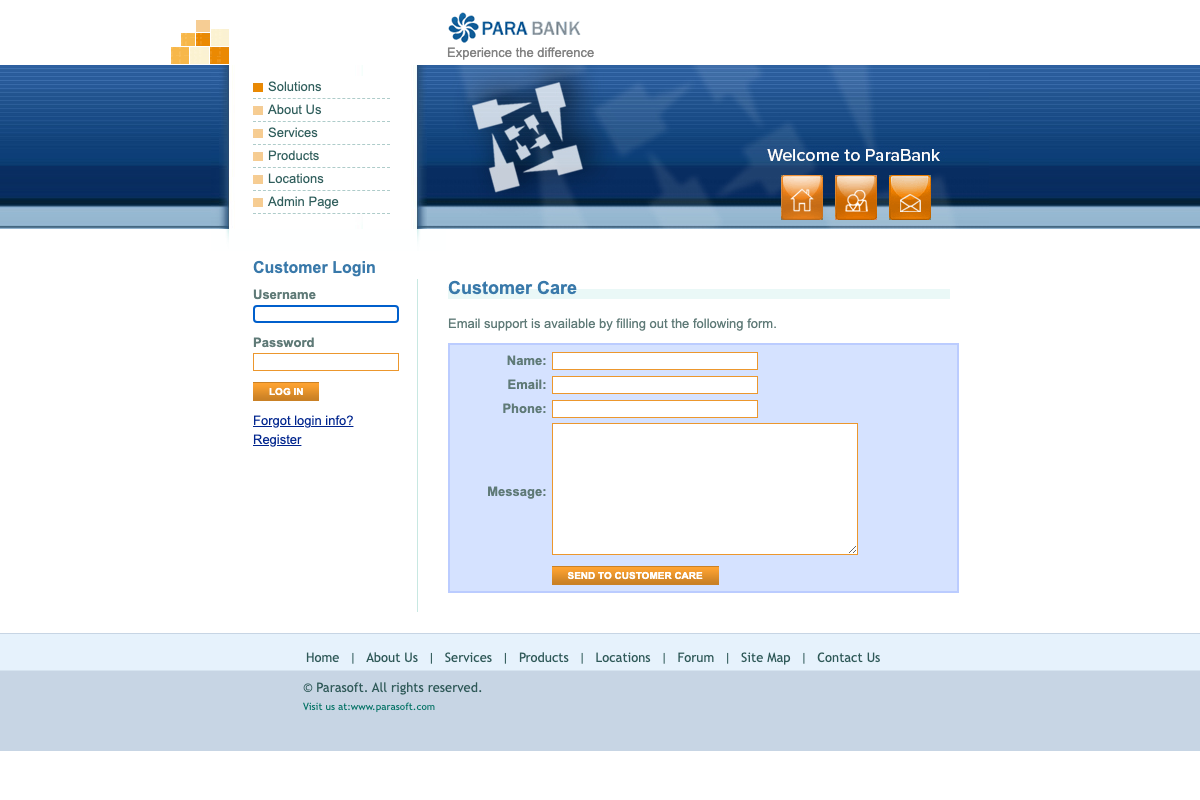 PARA BANK
Experience the difference
Solutions
About Us
Services
Products
Locations
Admin Page
Welcome to ParaBank
Customer Login
Username
Password
LOG IN
Forgot login info?
Register
Customer Care
Email support is available by filling out the following form.
Name:
Email:
Phone:
Message:
SEND TO CUSTOMER CARE
Home | About Us | Services | Products | Locations | Forum | Site Map | Contact Us
© Parasoft. All rights reserved.
Visit us at:www.parasoft.com